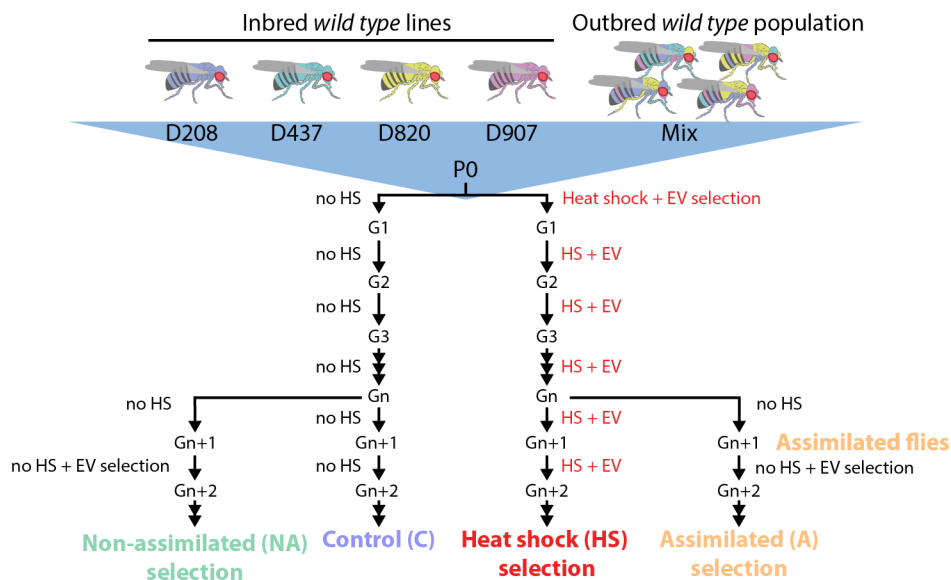 Inbred wild type lines
Outbred wild type population
D208
D437
D820
D907
Mix
P0
no HS
Heat shock + EV selection
G1
G1
no HS
HS + EV
G2
G2
no HS
HS + EV
G3
G3
no HS
HS + EV
no HS
Gn
Gn
no HS
no HS
HS + EV
Gn+1
Gn+1
Gn+1
Gn+1
Assimilated flies
no HS + EV selection
no HS
HS + EV
no HS + EV selection
Gn+2
Gn+2
Gn+2
Gn+2
Non-assimilated (NA)
selection
Control (C)
Heat shock (HS)
selection
Assimilated (A)
selection